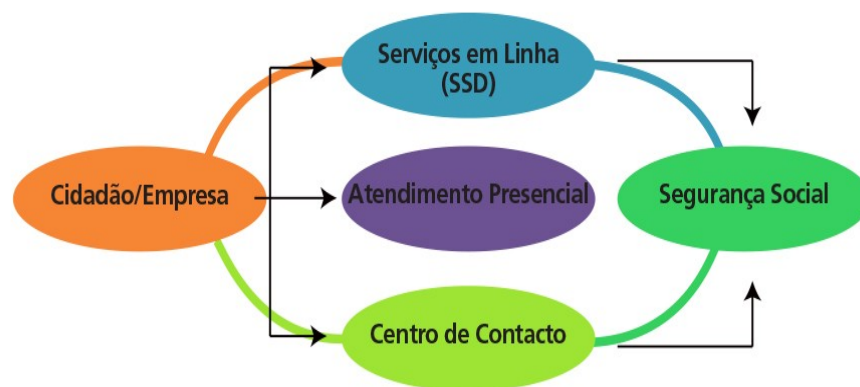 Serviços em Linha
(SSD)
Cidadão/Empresa
Atendimento Presencial
Segurança Social
Centro de Contacto